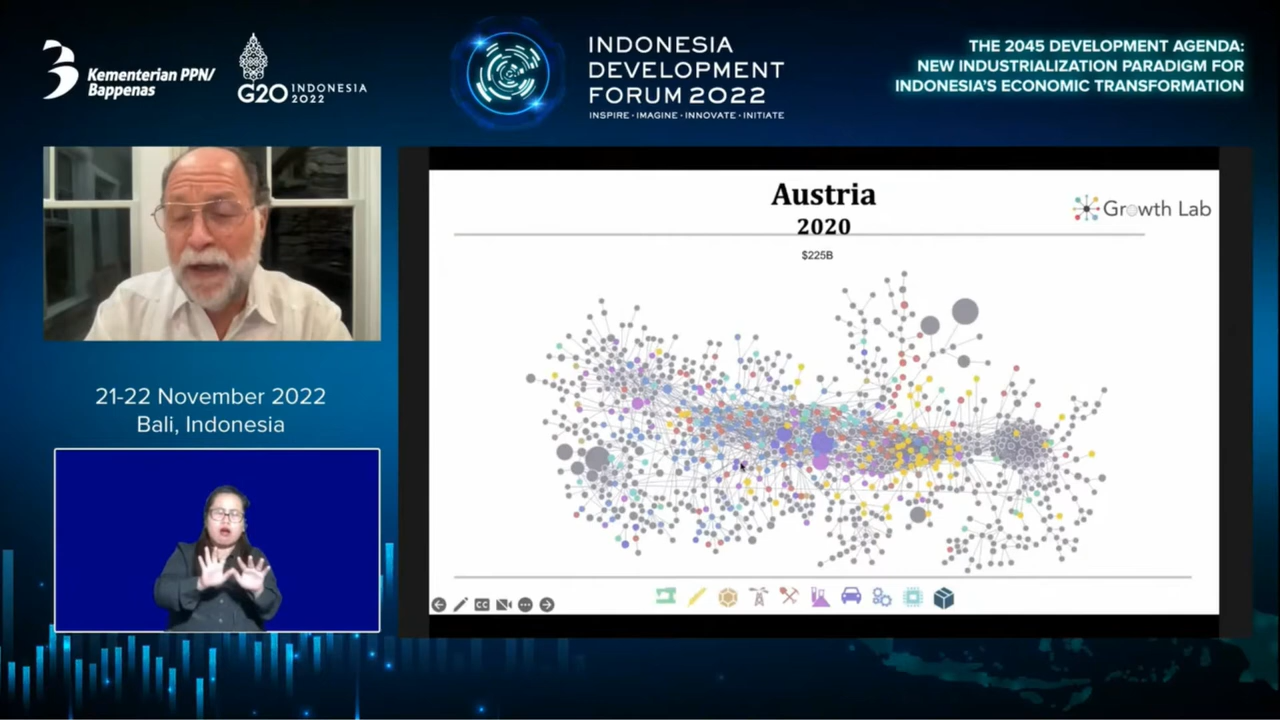 Kementerian PPN/
Bappenas
G20 INDONESIA
2022
INDONESIA
DEVELOPMENT
FORUM 2022
INSPIRE · IMAGINE · INNOVATE · INITIATE
THE 2045 DEVELOPMENT AGENDA:
NEW INDUSTRIALIZATION PARADIGM FOR
INDONESIA'S ECONOMIC TRANSFORMATION
21-22 November 2022
Bali, Indonesia
Austria
2020
$225B
Growth Lab
CC